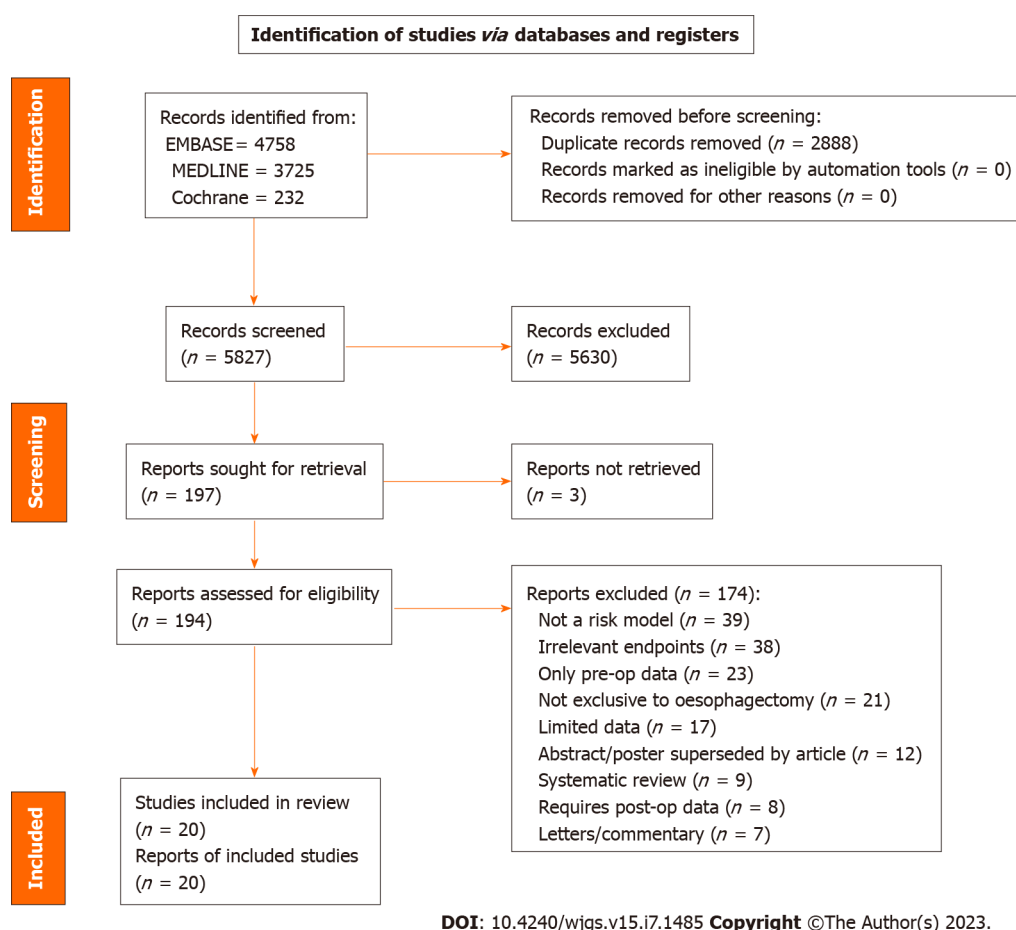 Identification of studies via databases and registers
Identification
Records identified from:
EMBASE = 4758
MEDLINE = 3725
Cochrane = 232
Records removed before screening:
Duplicate records removed (n = 2888)
Records marked as ineligible by automation tools (n = 0)
Records removed for other reasons (n = 0)
Screening
Records screened
(n = 5827)
Records excluded
(n = 5630)
Reports sought for retrieval
(n = 197)
Reports not retrieved
(n = 3)
Reports assessed for eligibility
(n = 194)
Reports excluded (n = 174):
Not a risk model (n = 39)
Irrelevant endpoints (n = 38)
Only pre-op data (n = 23)
Not exclusive to oesophagectomy (n = 21)
Limited data (n = 17)
Abstract/poster superseded by article (n = 12)
Systematic review (n = 9)
Requires post-op data (n = 8)
Letters/commentary (n = 7)
Included
Studies included in review
(n = 20)
Reports of included studies
(n = 20)
DOI: 10.4240/wjgs.v15.i7.1485 Copyright ©The Author(s) 2023.